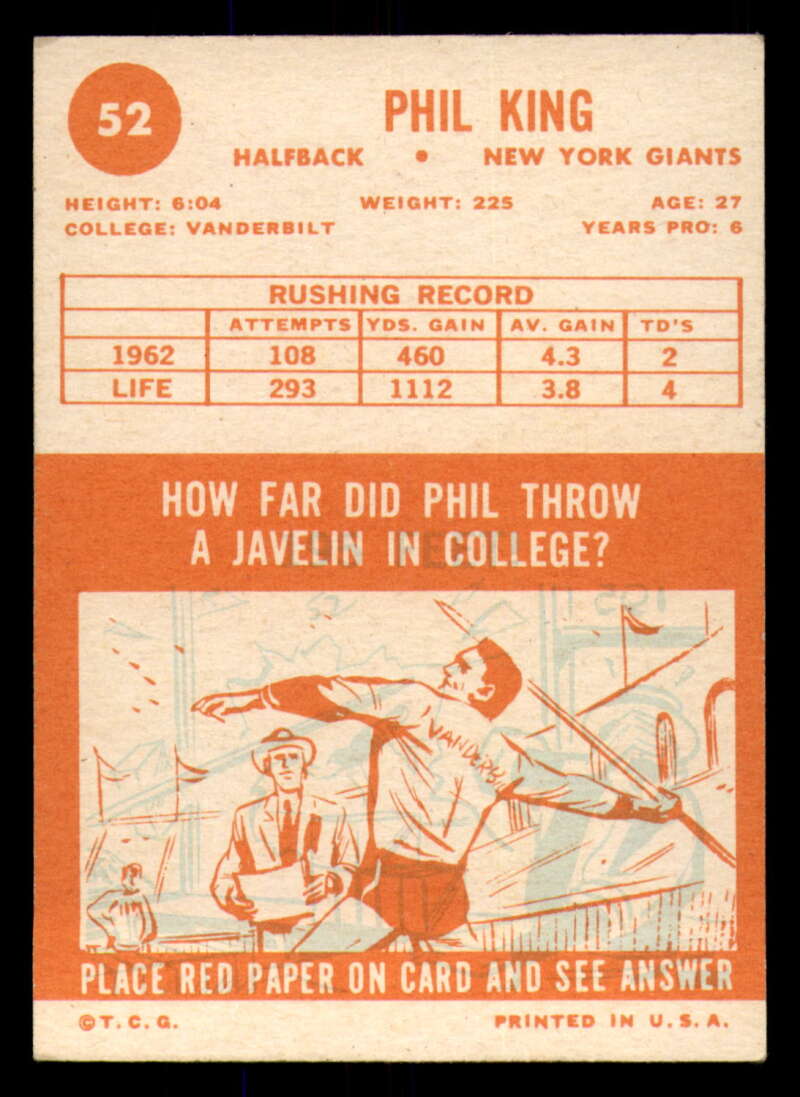 52
PHIL KING
HALFBACK • NEW YORK GIANTS
HEIGHT: 6:04 WEIGHT: 225 AGE: 27
COLLEGE: VANDERBILT YEARS PRO: 6
RUSHING RECORD
ATTEMPTS YDS. GAIN AV. GAIN TD'S
1962 108 460 4.3 2
LIFE 293 1112 3.8 4
HOW FAR DID PHIL THROW
A JAVELIN IN COLLEGE?
VANDERBI
PLACE RED PAPER ON CARD AND SEE ANSWER
© T. C. G. PRINTED IN U. S. A.